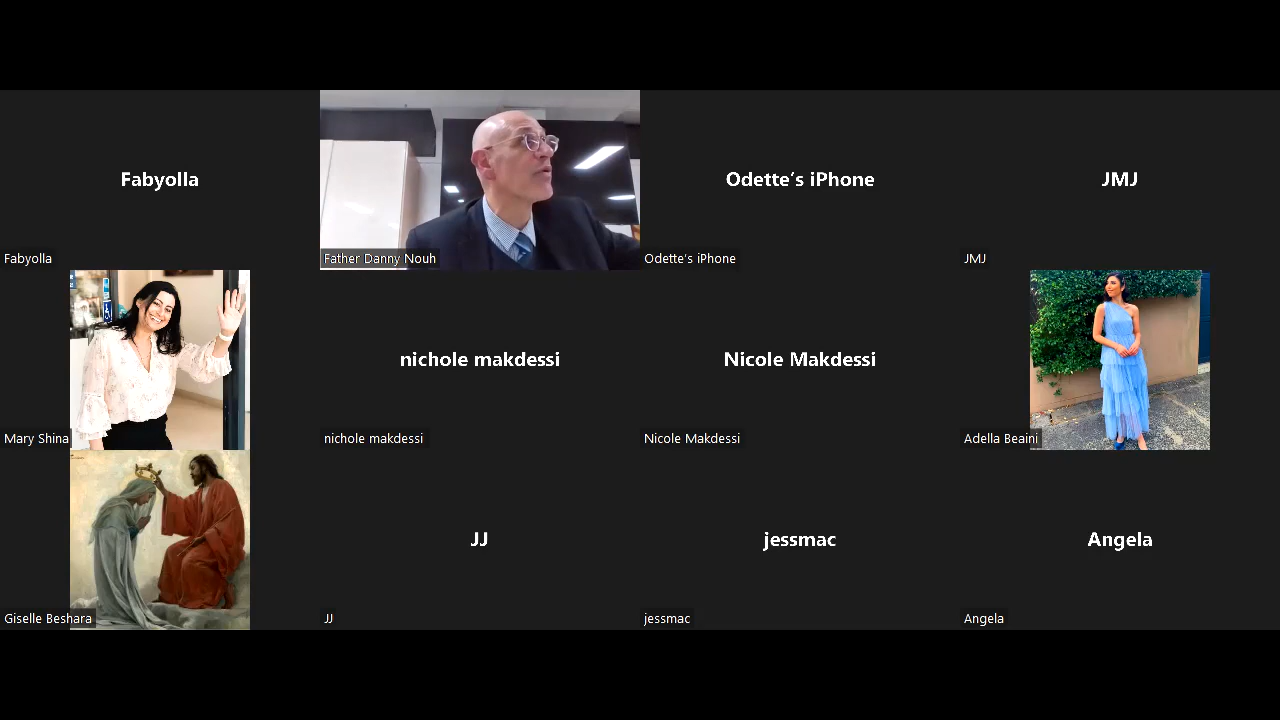 Fabyolla
Fabyolla
Father Danny Nouh
Odette’s iPhone
Odette’s iPhone
JMJ
JMJ
Mary Shina
nichole makdessi
nichole makdessi
Nicole Makdessi
Nicole Makdessi
Adella Beaini
Giselle Beshara
JJ
JJ
jessmac
jessmac
Angela
Angela